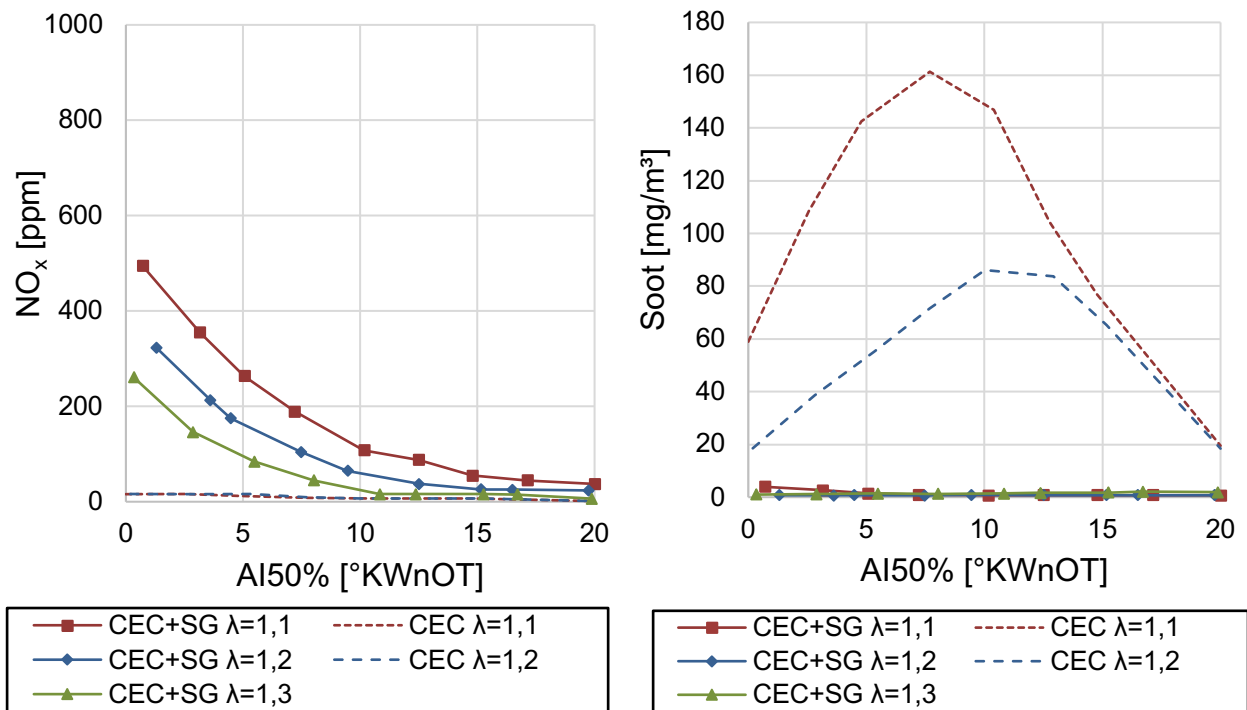 1000
800
600
400
200
0
NOx [ppm]
0 5 10 15 20
AI50% [°KWnOT]
CEC+SG λ=1,1 CEC λ=1,1
CEC+SG λ=1,2 CEC λ=1,2
CEC+SG λ=1,3
180
160
140
120
100
80
60
40
20
0
Soot [mg/m³]
0 5 10 15 20
AI50% [°KWnOT]
CEC+SG λ=1,1 CEC λ=1,1
CEC+SG λ=1,2 CEC λ=1,2
CEC+SG λ=1,3